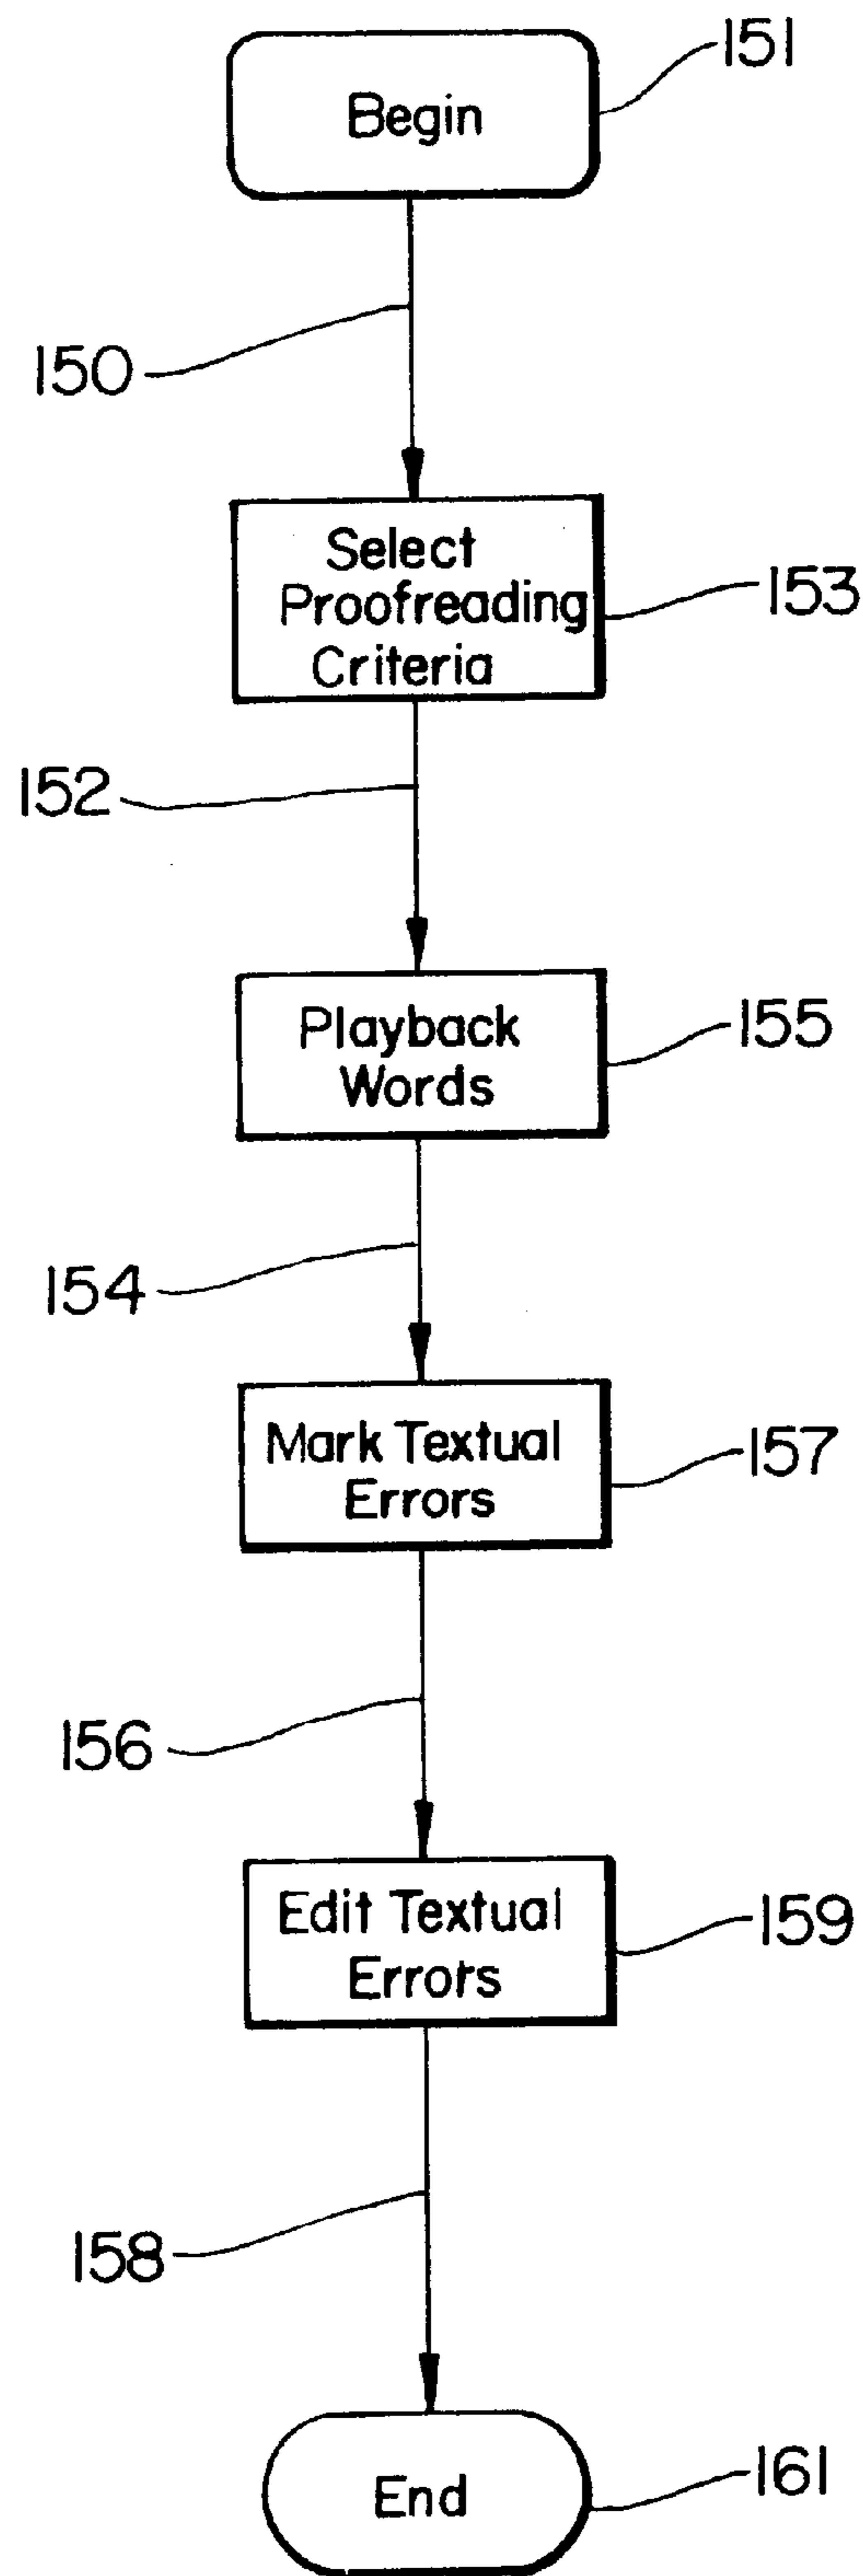 151
Begin
150
Select
Proofreading
Criteria
153
152
Playback
Words
155
154
Mark Textual
Errors
157
156
Edit Textual
Errors
159
158
End
161